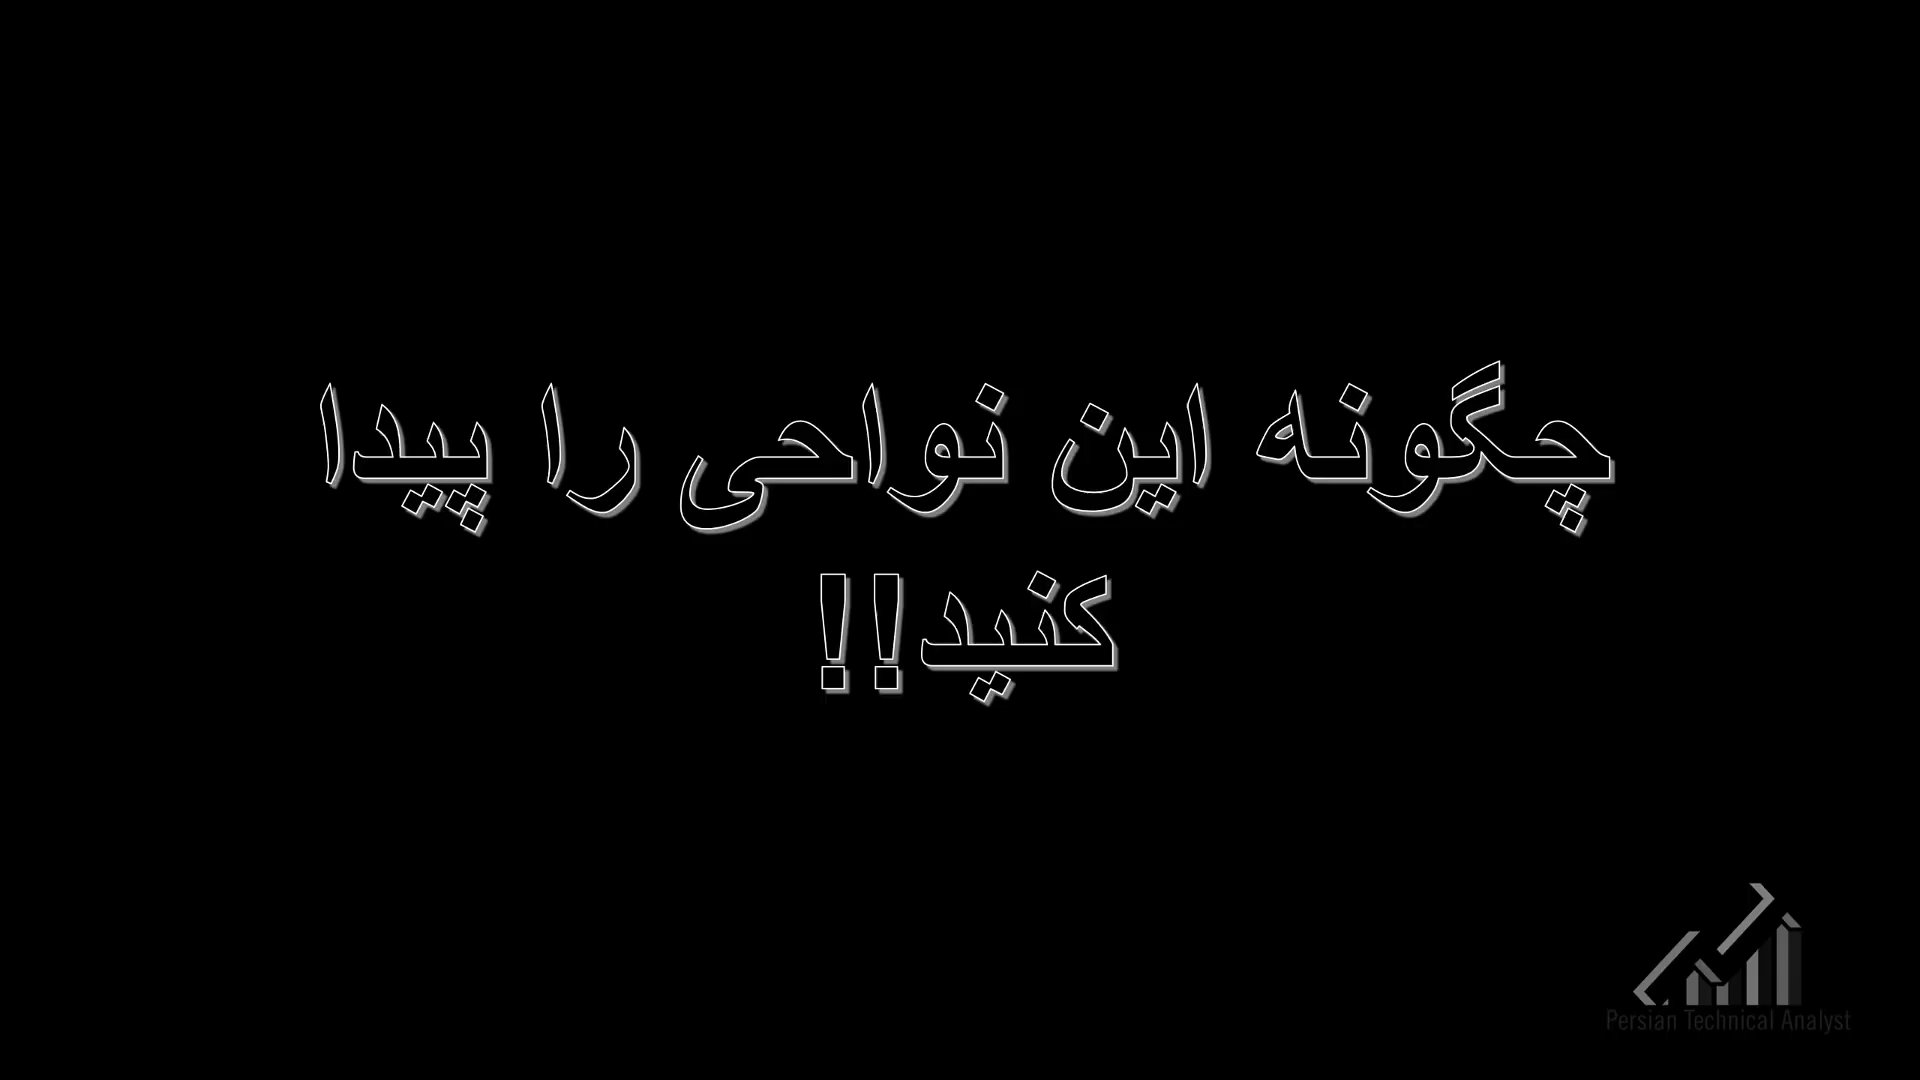 چگونه این نواحی را پیدا
کنید!!
Persian Technical Analyst